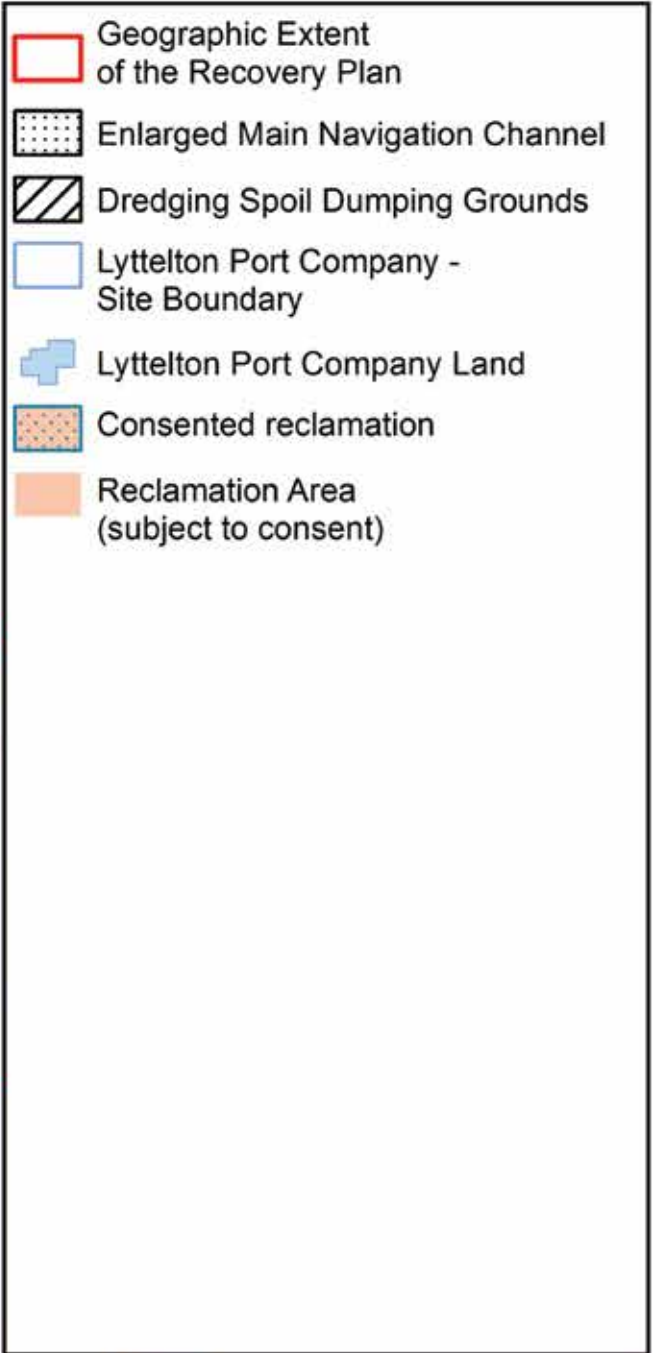 Geographic Extent
of the Recovery Plan
Enlarged Main Navigation Channel
Dredging Spoil Dumping Grounds
Lyttelton Port Company -
Site Boundary
Lyttelton Port Company Land
Consented reclamation
Reclamation Area
(subject to consent)